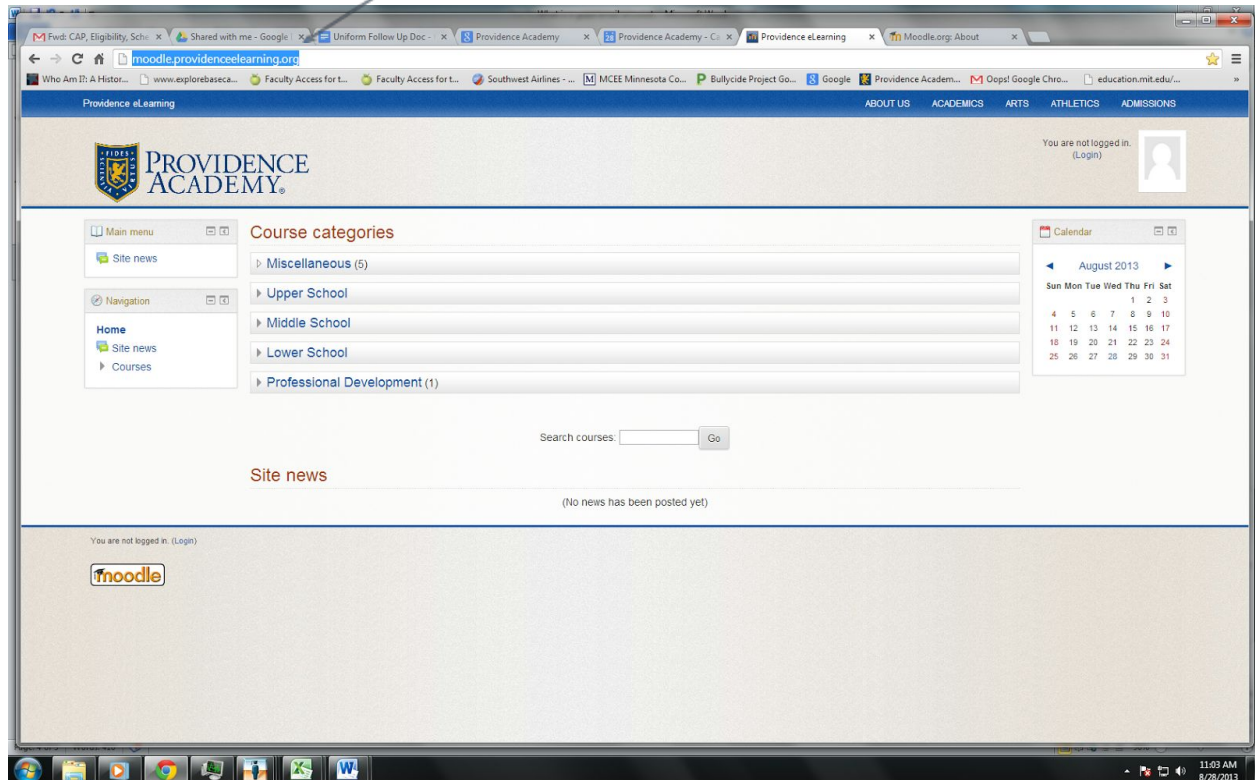 Fwd: CAP, Eligibility, Sche
Shared with me - Google
Uniform Follow Up Doc -
Providence Academy
Providence Academy - Ca
Providence eLearning
Moodle.org: About
moodle.providenceelearning.org
Who Am I?: A Histor...
www.explorebaseca...
Faculty Access for t...
Faculty Access for t...
Southwest Airlines - ...
MCEE Minnesota Co...
Bullycide Project Go...
Google
Providence Academ...
Oops! Google Chro...
education.mit.edu/...
»
Providence eLearning
ABOUT US ACADEMICS ARTS ATHLETICS ADMISSIONS
You are not logged in.
(Login)
FIDES
PROVIDENCE
ACADEMY®
Main menu
Site news
Navigation
Home
Site news
Courses
Course categories
Miscellaneous (5)
Upper School
Middle School
Lower School
Professional Development (1)
Search courses: Go
Site news
(No news has been posted yet)
Calendar
August 2013
Sun Mon Tue Wed Thu Fri Sat
1 2 3
4 5 6 7 8 9 10
11 12 13 14 15 16 17
18 19 20 21 22 23 24
25 26 27 28 29 30 31
You are not logged in. (Login)
moodle
11:03 AM
8/28/2013